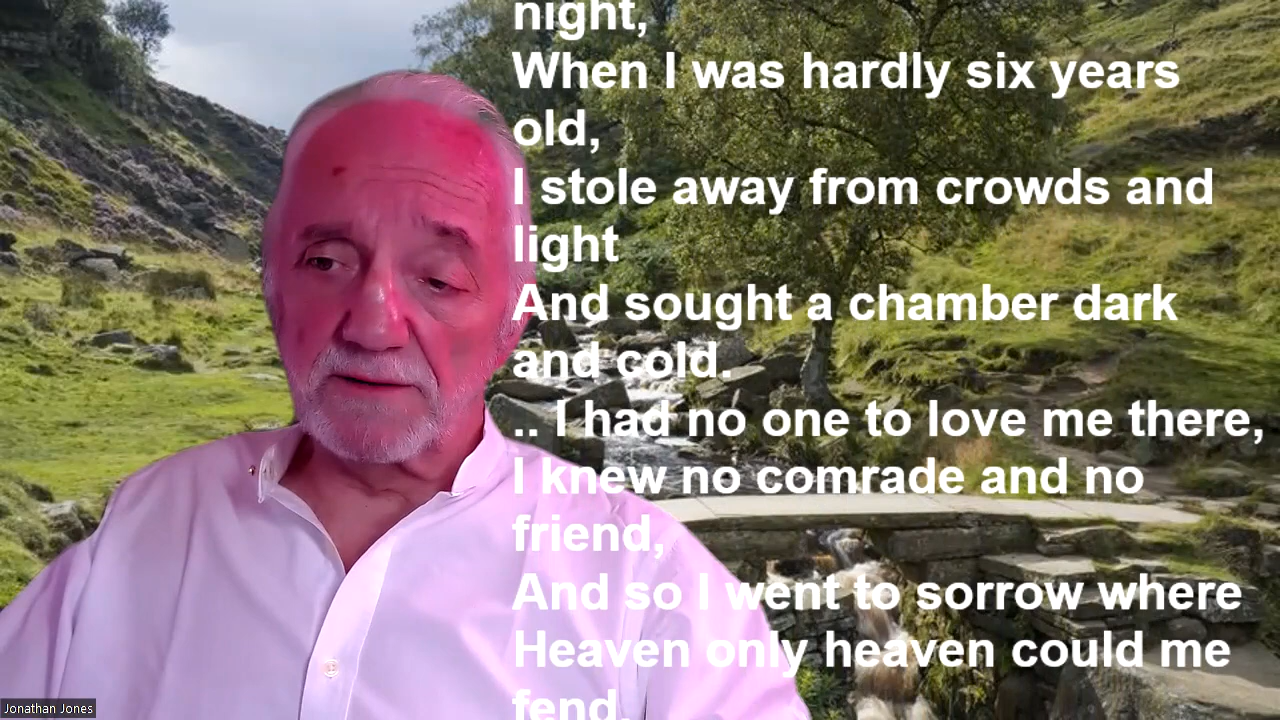 night,
When I was hardly six years
old,
I stole away from crowds and
light
And sought a chamber dark
and cold.
.. I had no one to love me there,
I knew no comrade and no
friend,
And so I went to sorrow where
Heaven only heaven could me
fend.
Jonathan Jones